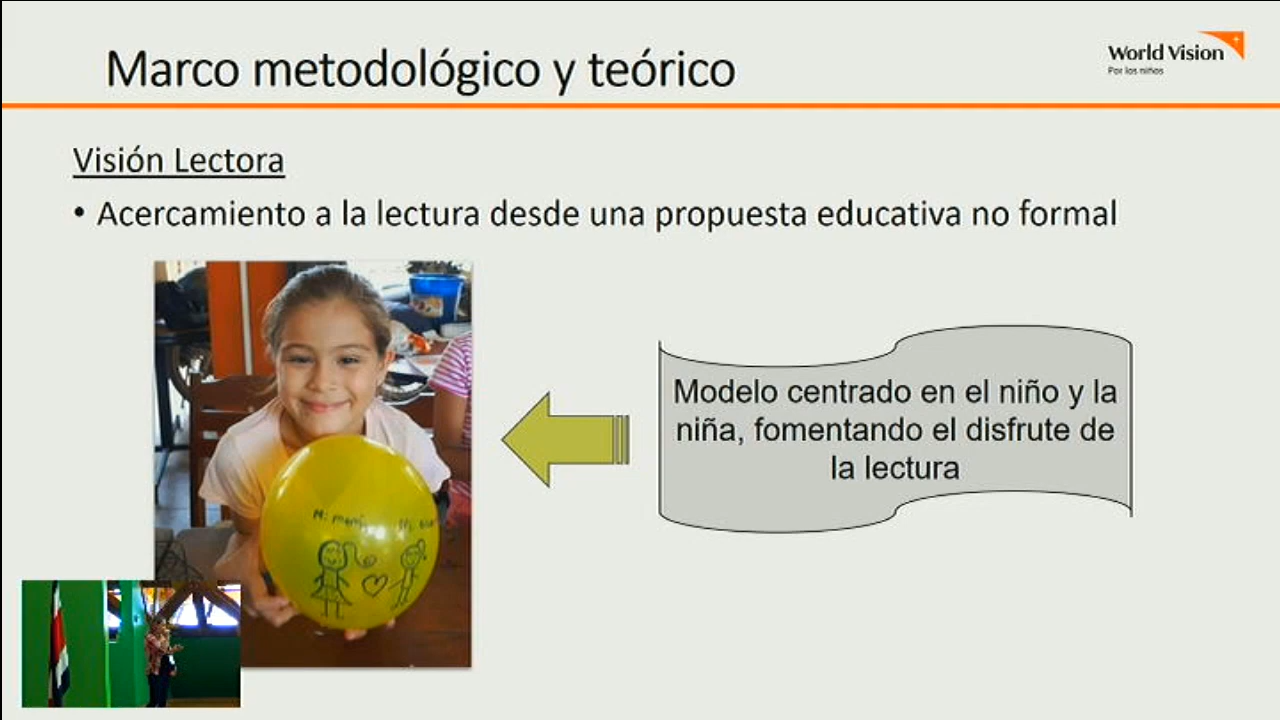 Marco metodológico y teórico
World Vision
Por los niños
Visión Lectora
• Acercamiento a la lectura desde una propuesta educativa no formal
Modelo centrado en el niño y la
niña, fomentando el disfrute de
la lectura
Mi